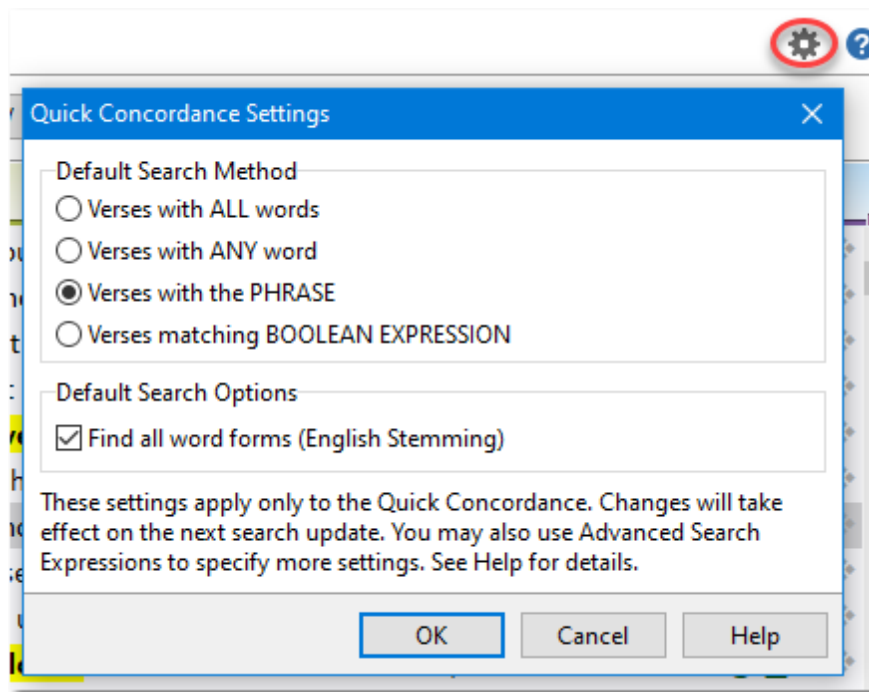 ?
Quick Concordance Settings
Default Search Method
Verses with ALL words
Verses with ANY word
Verses with the PHRASE
Verses matching BOOLEAN EXPRESSION
Default Search Options
Find all word forms (English Stemming)
These settings apply only to the Quick Concordance. Changes will take
effect on the next search update. You may also use Advanced Search
Expressions to specify more settings. See Help for details.
OK Cancel Help